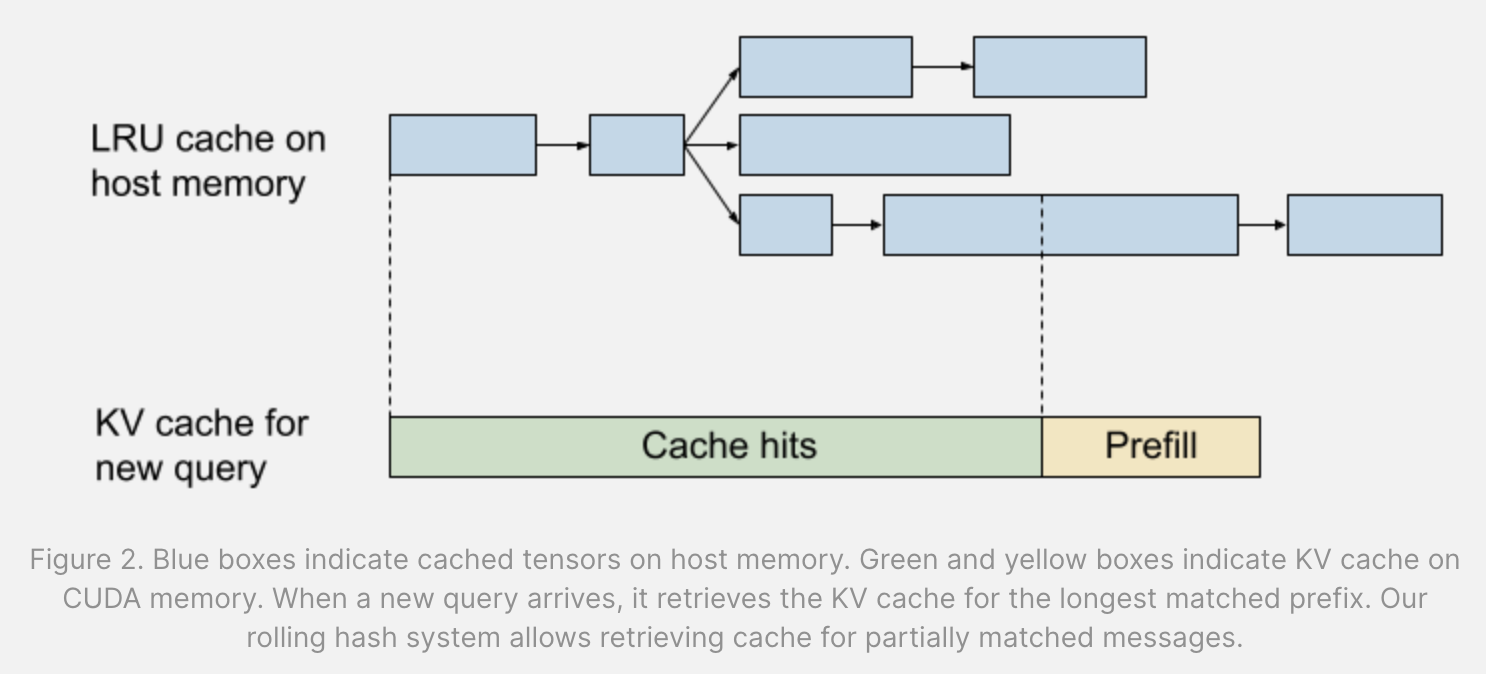 LRU cache on
host memory
KV cache for
new query
Cache hits
Prefill
Figure 2. Blue boxes indicate cached tensors on host memory. Green and yellow boxes indicate KV cache on
CUDA memory. When a new query arrives, it retrieves the KV cache for the longest matched prefix. Our
rolling hash system allows retrieving cache for partially matched messages.